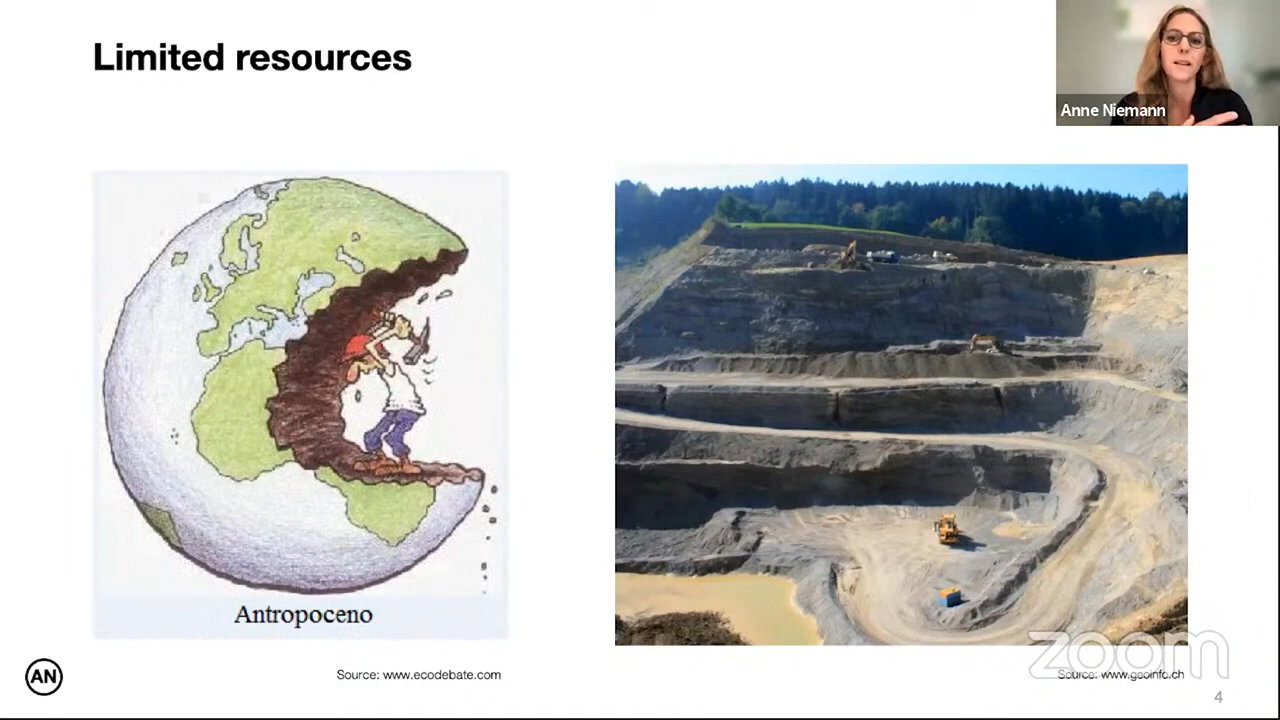 Limited resources
Anne Niemann
Antropoceno
AN
Source: www.ecodebate.com
Source: www.geoinfo.ch
zoom
4